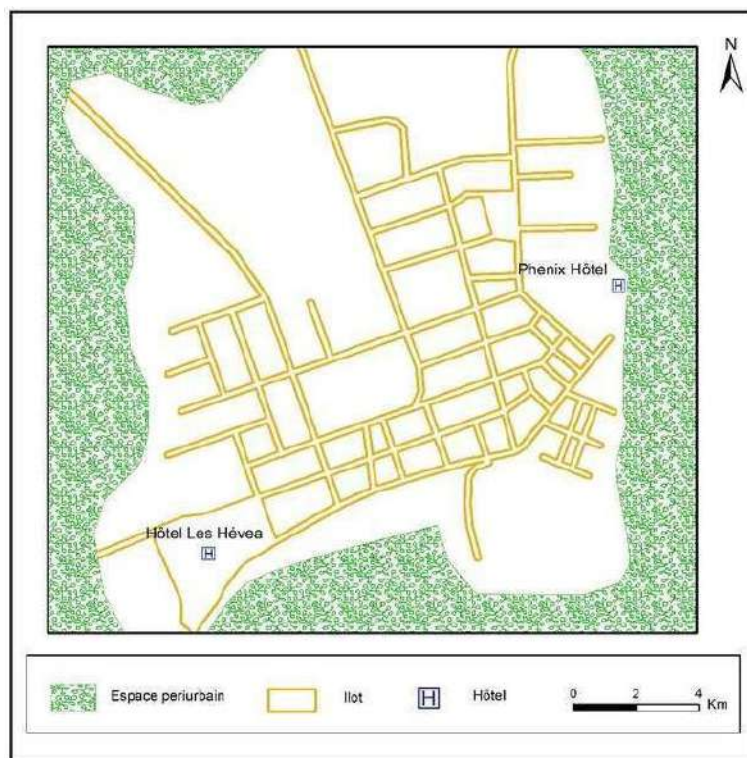 N
Phenix Hôtel
H
Hôtel Les Hévea
H
Espace periurbain
Ilot
H
Hôtel
0 2 4
Km